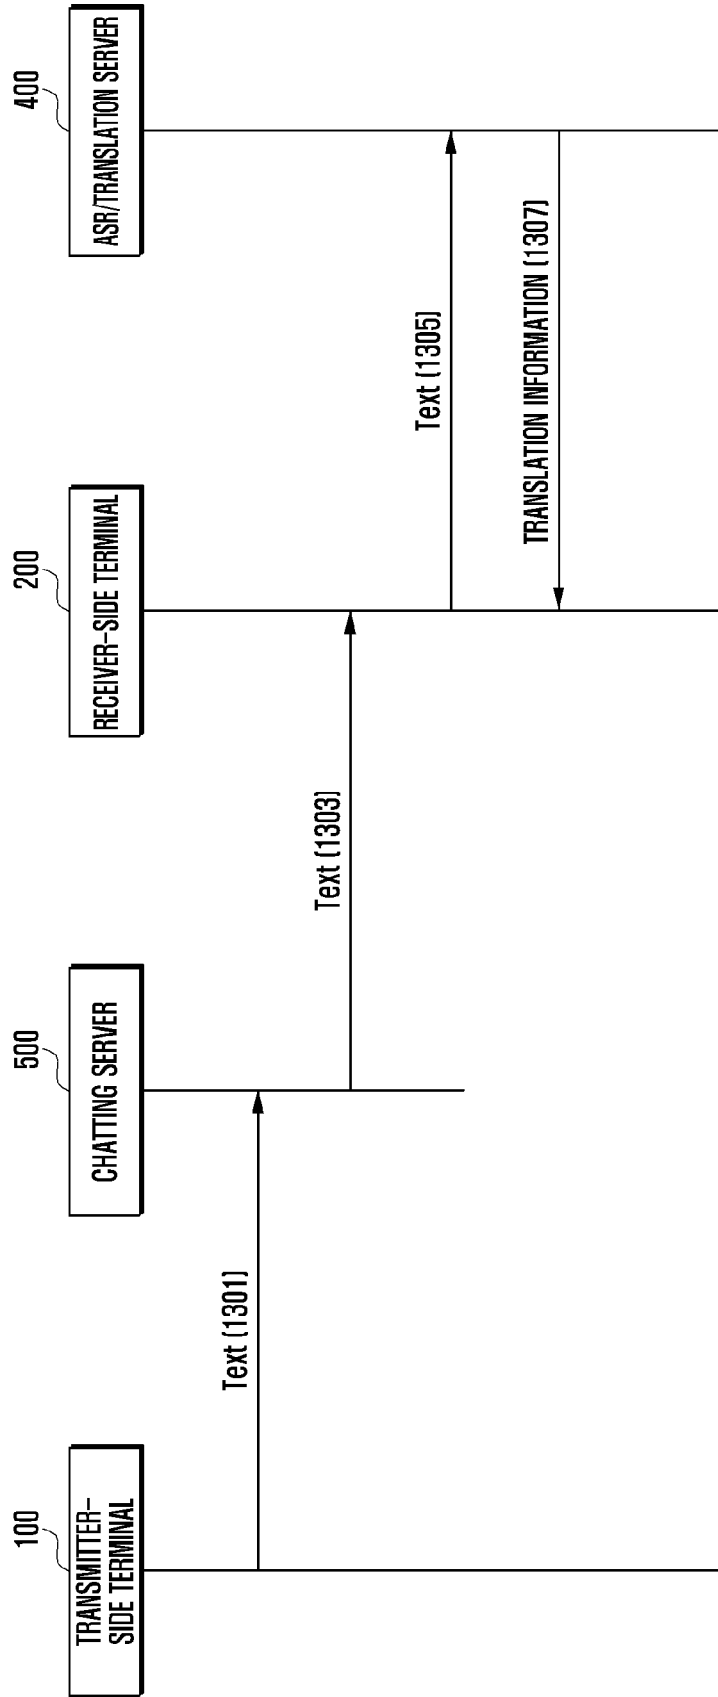 100
TRANSMITTER-
SIDE TERMINAL
500
CHATTING SERVER
200
RECEIVER-SIDE TERMINAL
400
ASR/TRANSLATION SERVER
Text (1301)
Text (1303)
Text (1305)
TRANSLATION INFORMATION (1307)